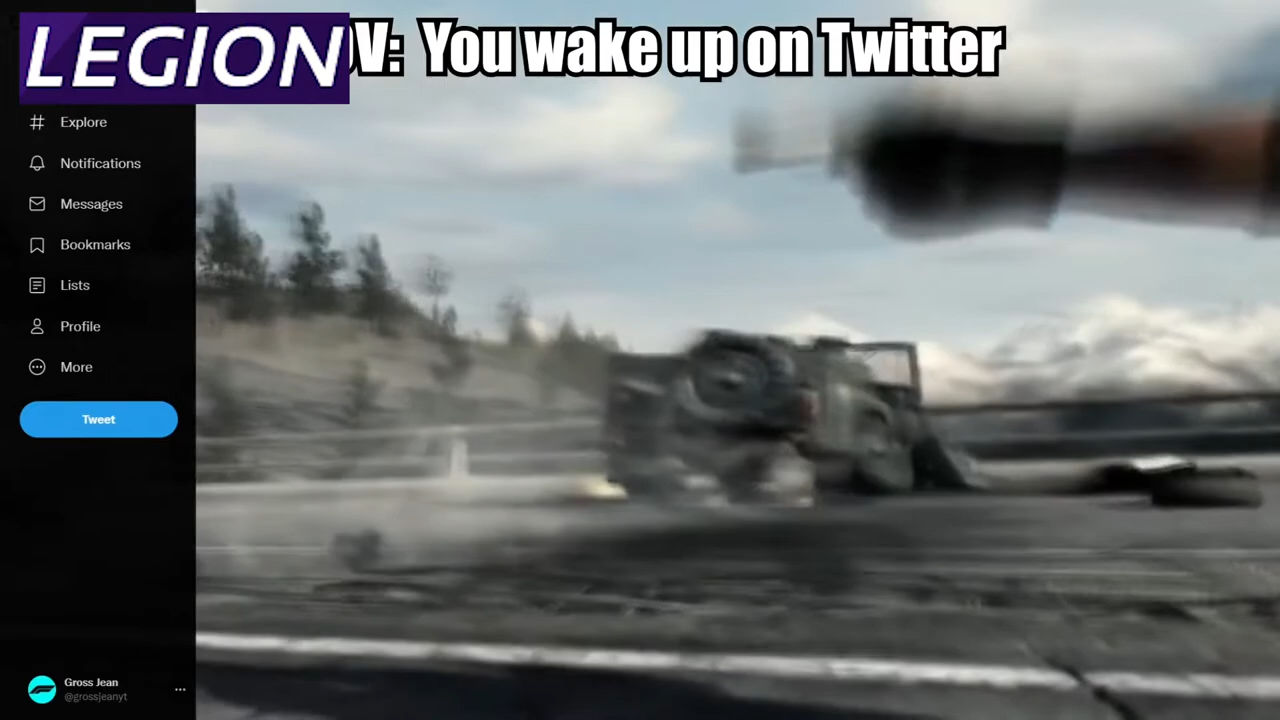 LEGION
V: You wake up on Twitter
Explore
Notifications
Messages
Bookmarks
Lists
Profile
More
Tweet
Gross Jean
@grossjeanyt